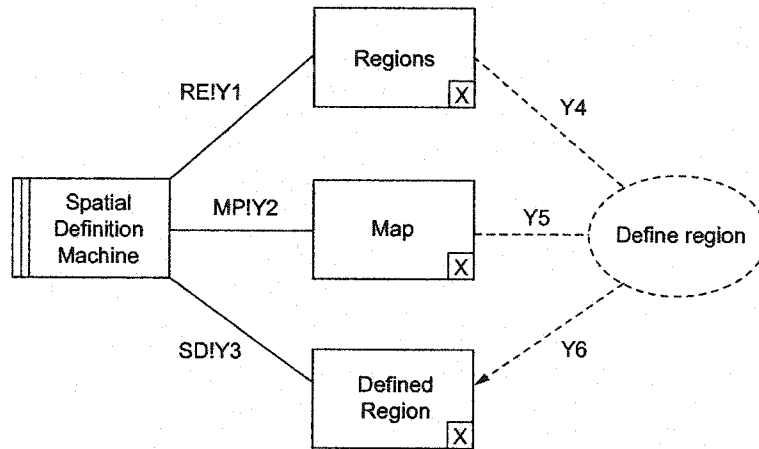 Regions
X
RE!Y1
Y4
Spatial
Definition
Machine
MP!Y2
Map
X
Y5
Define region
SD!Y3
Y6
Defined
Region
X